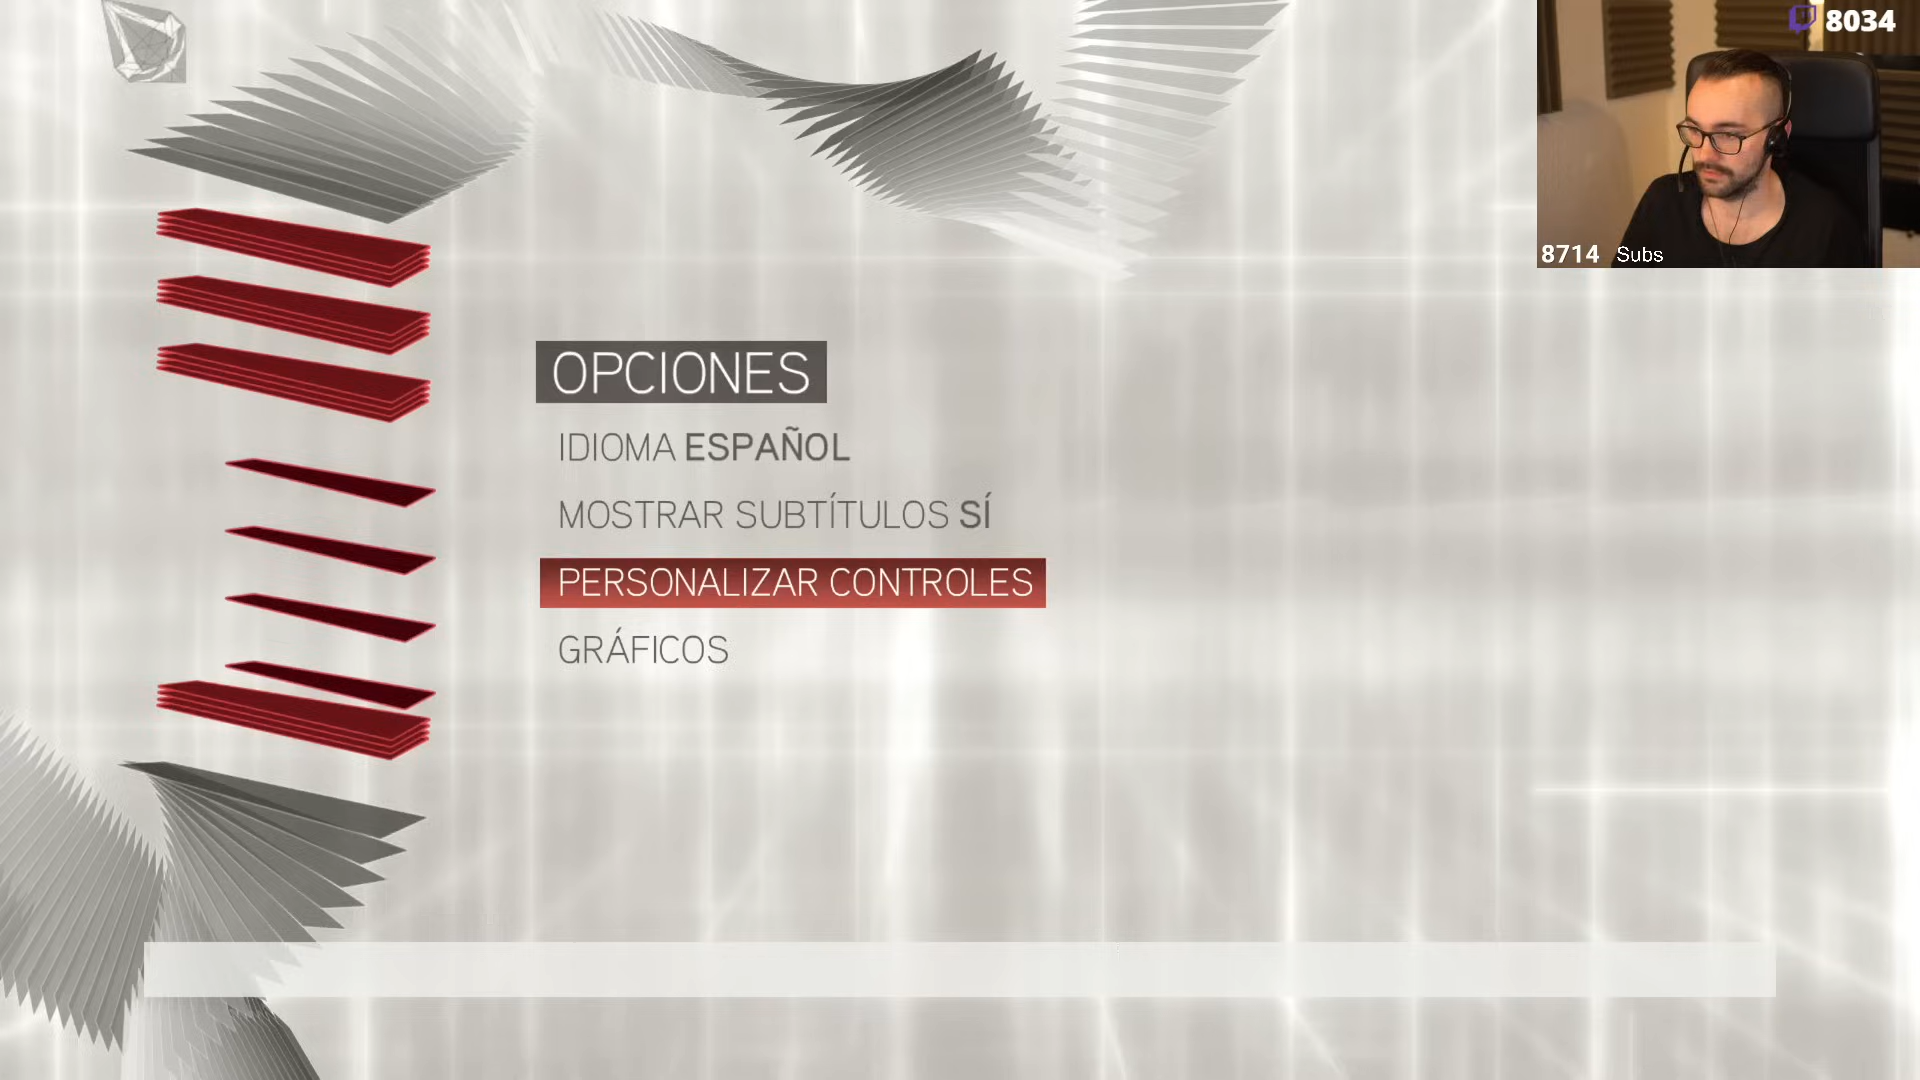 8034
8714 Subs
OPCIONES
IDIOMA ESPAÑOL
MOSTRAR SUBTÍTULOS SÍ
PERSONALIZAR CONTROLES
GRÁFICOS